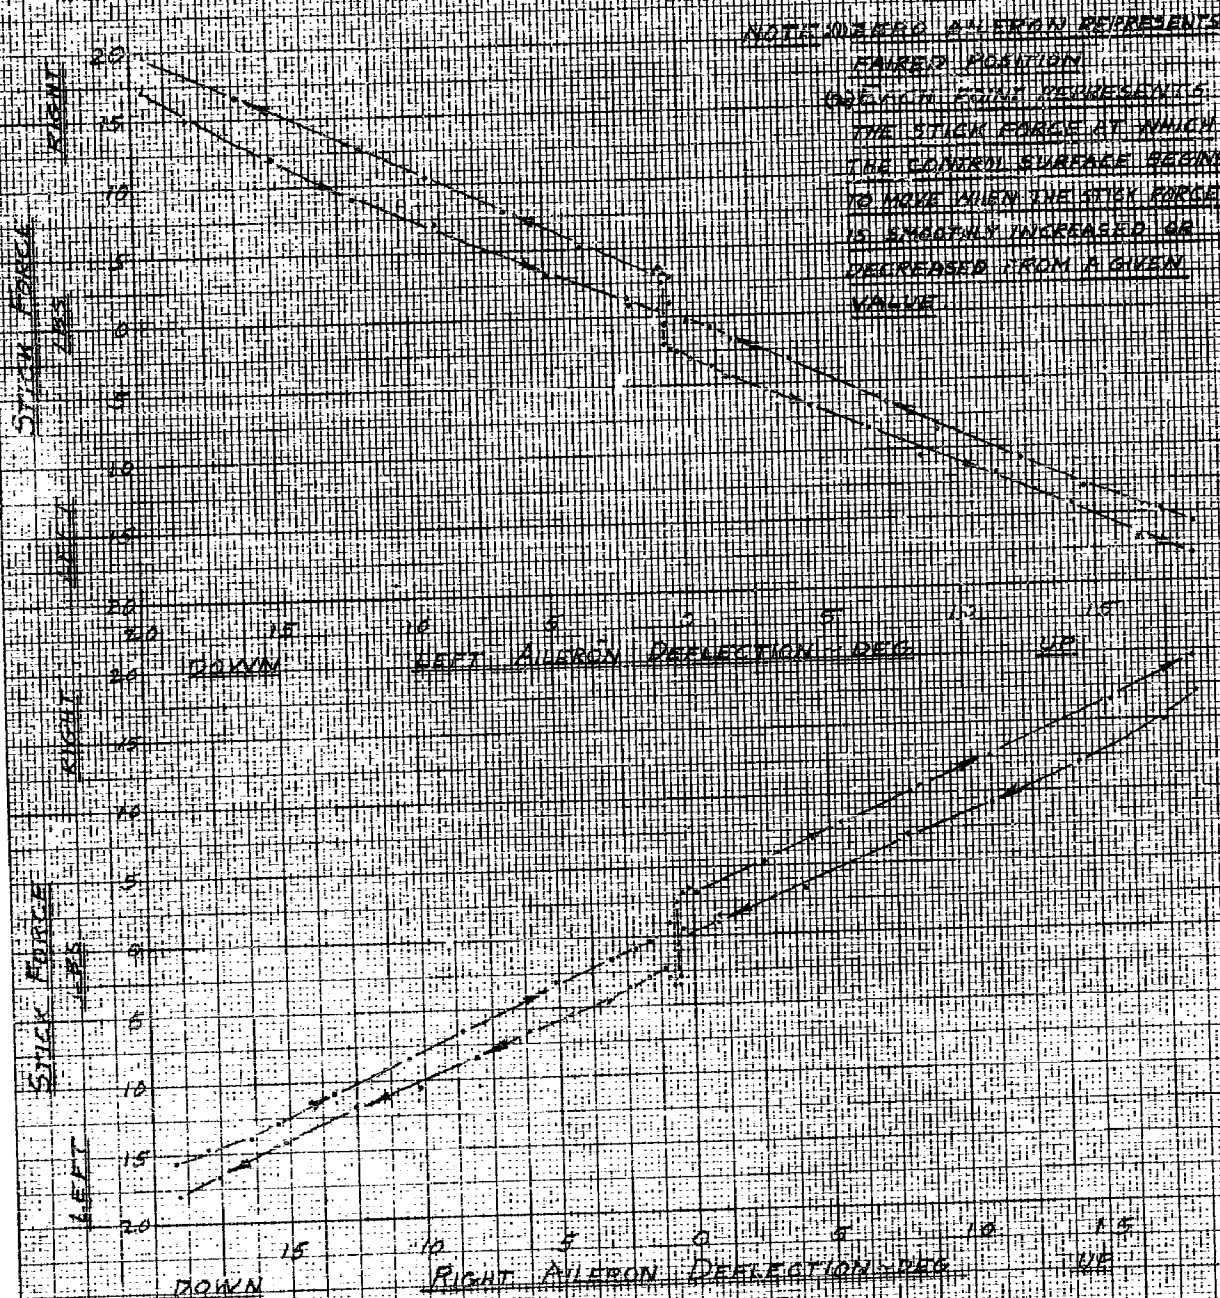 NOTE: (1) ZERO AILERON REPRESENTS
FAIRED POSITION
(2) EACH POINT REPRESENTS
THE STICK FORCE AT WHICH
THE CONTROL SURFACE BEGINS
TO MOVE WHEN THE STICK FORCE
IS SMOOTHLY INCREASED OR
DECREASED FROM A GIVEN
VALUE.
RIGHT
STICK FORCE
LBS
LEFT
20
15
10
5
0
5
10
15
20
20 15 10 5 0 5 10 15
DOWN LEFT AILERON DEFLECTION ~ DEG UP
RIGHT
STICK FORCE
LBS
LEFT
20
15
10
5
0
5
10
15
20
15 10 5 0 5 10 15
DOWN RIGHT AILERON DEFLECTION ~ DEG UP